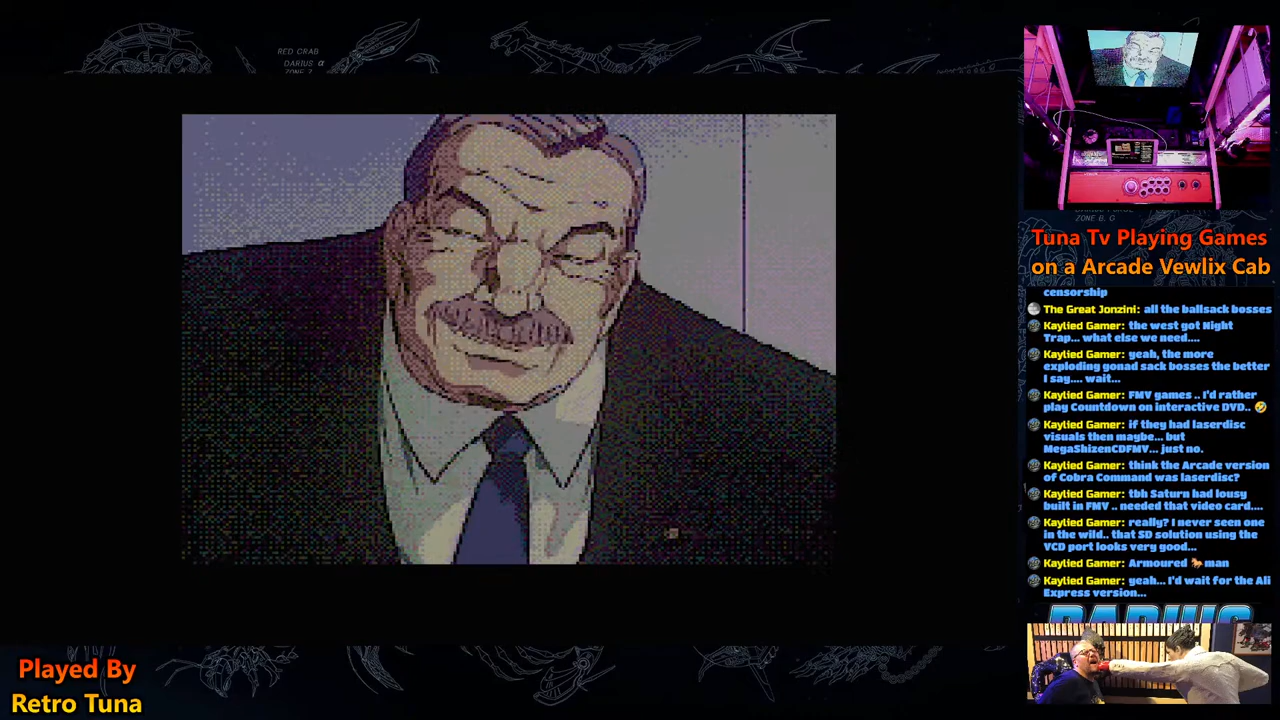 RED CRAB
DARIUS α
ZONE Z
ZONE B, G
Tuna Tv Playing Games
on a Arcade Vewlix Cab
censorship
The Great Jonzini: all the ballsack bosses
Kaylied Gamer: the west got Night
Trap... what else we need....
Kaylied Gamer: yeah, the more
exploding gonad sack bosses the better
I say.... wait...
Kaylied Gamer: FMV games .. I'd rather
play Countdown on interactive DVD.. 🤣
Kaylied Gamer: if they had laserdisc
visuals then maybe... but
MegaShizenCDFMV... just no.
Kaylied Gamer: think the Arcade version
of Cobra Command was laserdisc?
Kaylied Gamer: tbh Saturn had lousy
built in FMV .. needed that video card....
Kaylied Gamer: really? I never seen one
in the wild.. that SD solution using the
VCD port looks very good...
Kaylied Gamer: Armoured 🐎 man
Kaylied Gamer: yeah... I'd wait for the Ali
Express version...
DARIUS
Played By
Retro Tuna